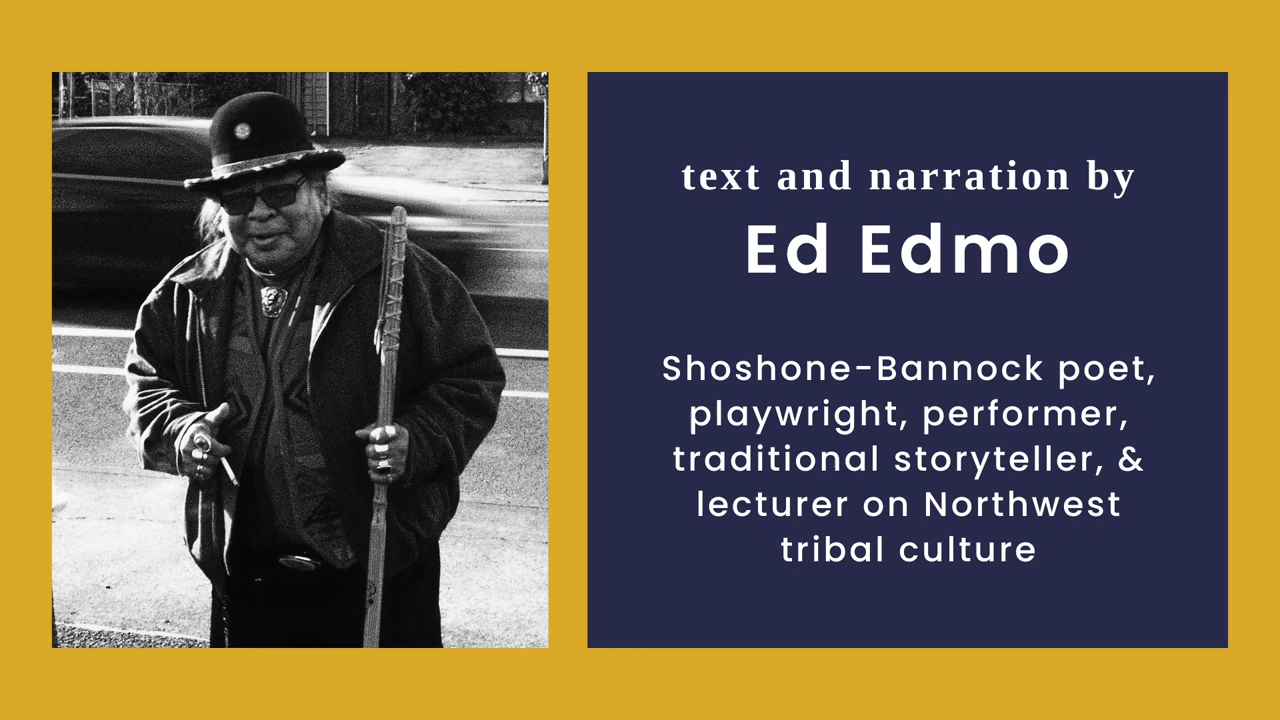 text and narration by
Ed Edmo
Shoshone-Bannock poet,
playwright, performer,
traditional storyteller, &
lecturer on Northwest
tribal culture